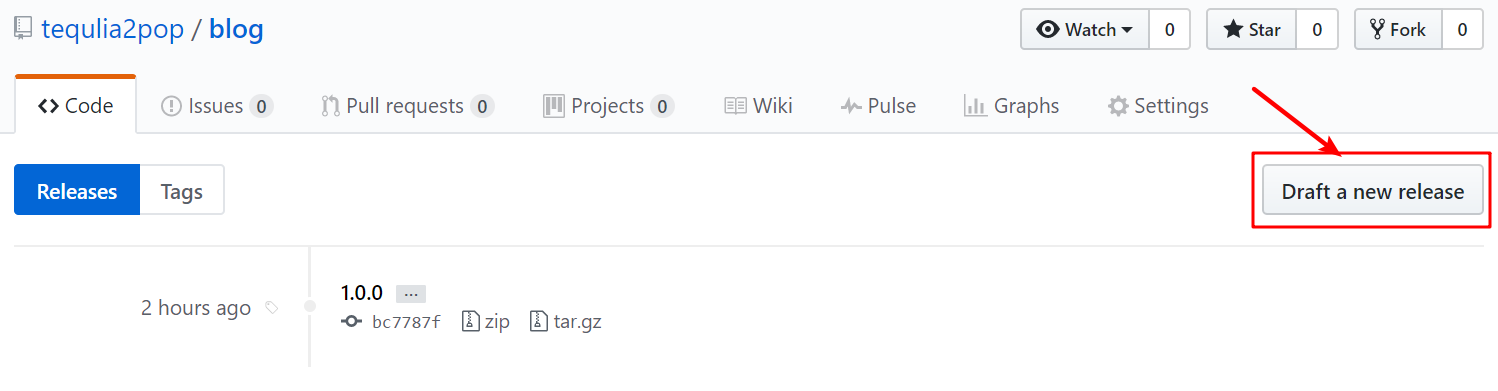 tequlia2pop / blog
Watch 0 Star 0 Fork 0
Code Issues 0 Pull requests 0 Projects 0 Wiki Pulse Graphs Settings
Releases Tags Draft a new release
1.0.0 ...
2 hours ago
bc7787f zip tar.gz